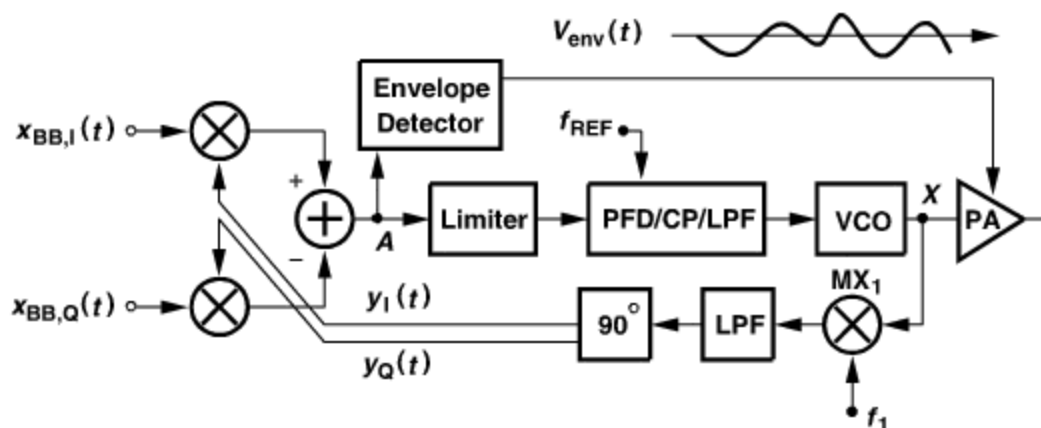 V_env(t)
Envelope
Detector
x_BB,I(t)
f_REF
+
A
Limiter
PFD/CP/LPF
VCO
X
PA
−
MX_1
x_BB,Q(t)
y_I(t)
90°
LPF
y_Q(t)
f_1